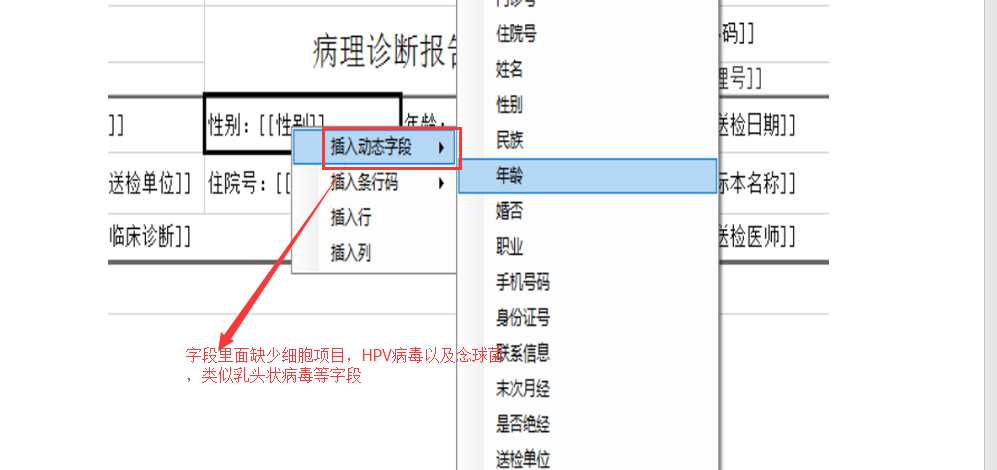 门诊号
住院号
码]]
病理诊断报告
姓名
理号]]
性别
]]
性别：[[性别]]
年龄：
送检日期]]
插入动态字段
民族
年龄
送检单位]]
住院号：[[
插入条行码
标本名称]]
插入行
婚否
临床诊断]]
职业
送检医师]]
插入列
手机号码
身份证号
字段里面缺少细胞项目，HPV病毒以及念球菌
，类似乳头状病毒等字段
联系信息
末次月经
是否绝经
送检单位